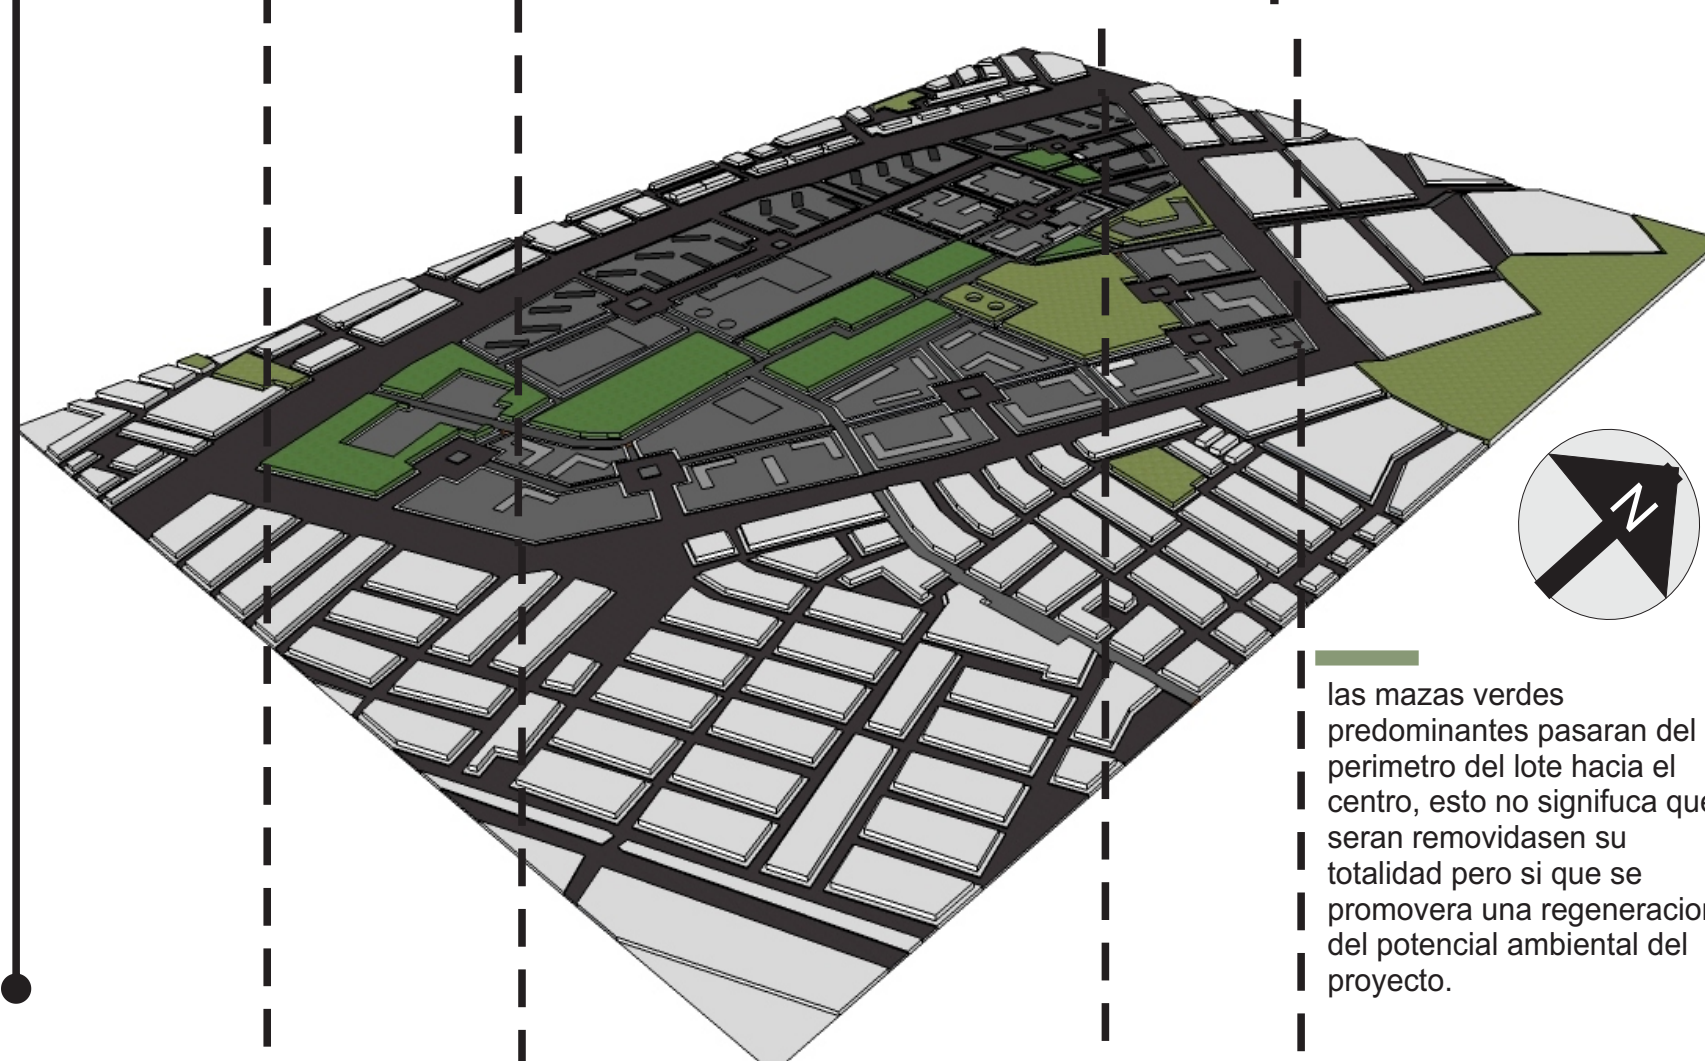 N
las mazas verdes
predominantes pasaran del
perimetro del lote hacia el
centro, esto no signifuca que
seran removidasen su
totalidad pero si que se
promovera una regeneracion
del potencial ambiental del
proyecto.